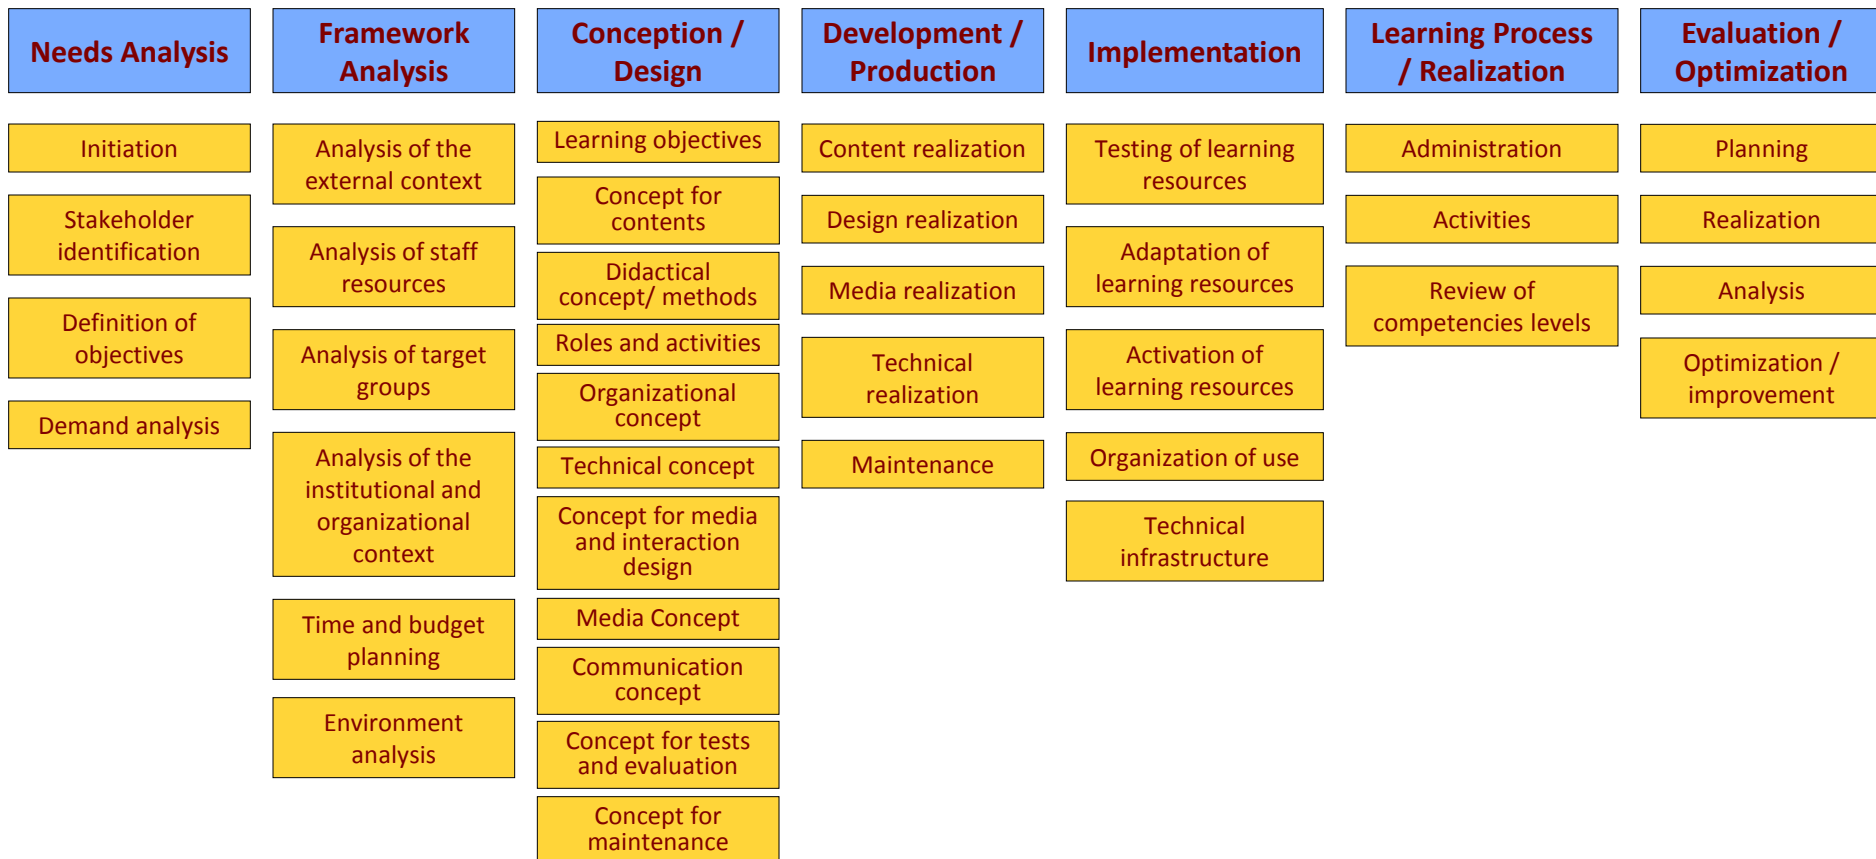 Needs Analysis
Initiation
Stakeholder
identification
Definition of
objectives
Demand analysis
Framework
Analysis
Analysis of the
external context
Analysis of staff
resources
Analysis of target
groups
Analysis of the
institutional and
organizational
context
Time and budget
planning
Environment
analysis
Conception /
Design
Learning objectives
Concept for
contents
Didactical
concept/ methods
Roles and activities
Organizational
concept
Technical concept
Concept for media
and interaction
design
Media Concept
Communication
concept
Concept for tests
and evaluation
Concept for
maintenance
Development /
Production
Content realization
Design realization
Media realization
Technical
realization
Maintenance
Implementation
Testing of learning
resources
Adaptation of
learning resources
Activation of
learning resources
Organization of use
Technical
infrastructure
Learning Process
/ Realization
Administration
Activities
Review of
competencies levels
Evaluation /
Optimization
Planning
Realization
Analysis
Optimization /
improvement